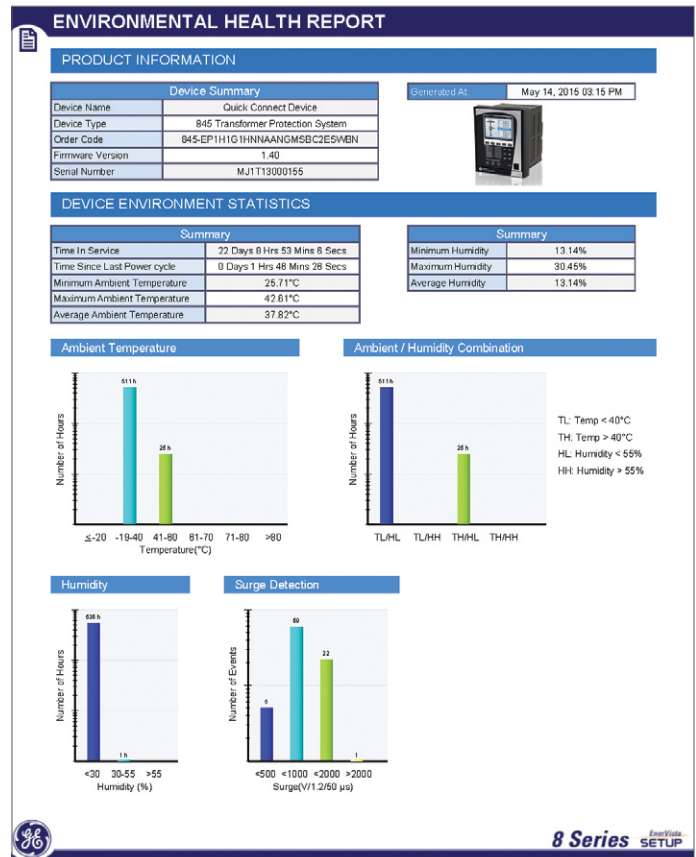 ENVIRONMENTAL HEALTH REPORT
PRODUCT INFORMATION
Device Summary
Device Name Quick Connect Device
Device Type 845 Transformer Protection System
Order Code 845-EP1H1G1HNNAANGMSBC2ESWBN
Firmware Version 1.40
Serial Number MJ1T13000155
Generated At: May 14, 2015 03:15 PM
DEVICE ENVIRONMENT STATISTICS
Summary
Time In Service 22 Days 8 Hrs 53 Mins 6 Secs
Time Since Last Power cycle 0 Days 1 Hrs 46 Mins 26 Secs
Minimum Ambient Temperature 25.71°C
Maximum Ambient Temperature 42.61°C
Average Ambient Temperature 37.82°C
Summary
Minimum Humidity 13.14%
Maximum Humidity 30.45%
Average Humidity 13.14%
Ambient Temperature
Number of Hours
511 h
25 h
≤-20 -19-40 41-60 61-70 71-80 >80
Temperature(°C)
Ambient / Humidity Combination
Number of Hours
511 h
25 h
TL/HL TL/HH TH/HL TH/HH
TL: Temp < 40°C
TH: Temp > 40°C
HL: Humidity < 55%
HH: Humidity > 55%
Humidity
Number of Hours
535 h
1 h
<30 30-55 >55
Humidity (%)
Surge Detection
Number of Events
5
59
22
1
<500 <1000 <2000 >2000
Surge(V/1.2/50 µs)
GE
8 Series EnerVista SETUP